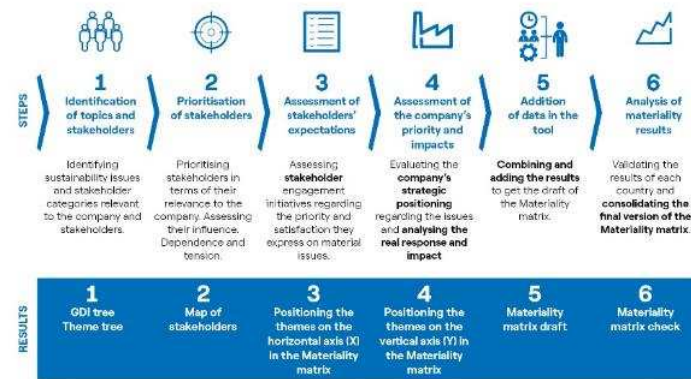 STEPS
1
Identification
of topics and
stakeholders
Identifying
sustainability issues
and stakeholder
categories relevant
to the company and
stakeholders.
2
Prioritisation
of stakeholders
Prioritising
stakeholders in
terms of their
relevance to the
company. Assessing
their influence.
Dependence and
tension.
3
Assessment of
stakeholders'
expectations
Assessing
stakeholder
engagement
initiatives regarding
the priority and
satisfaction they
express on material
issues.
4
Assessment of
the company's
priority and
impacts
Evaluating the
company's
strategic
positioning
regarding the issues
and analysing the
real response and
impact
5
Addition
of data in the
tool
Combining and
adding the results
to get the draft of
the Materiality
matrix.
6
Analysis of
materiality
results
Validating the
results of each
country and
consolidating the
final version of the
Materiality matrix.
RESULTS
1
GDI tree
Theme tree
2
Map of
stakeholders
3
Positioning the
themes on the
horizontal axis (X)
in the Materiality
matrix
4
Positioning the
themes on the
vertical axis (Y) in
the Materiality
matrix
5
Materiality
matrix draft
6
Materiality
matrix check